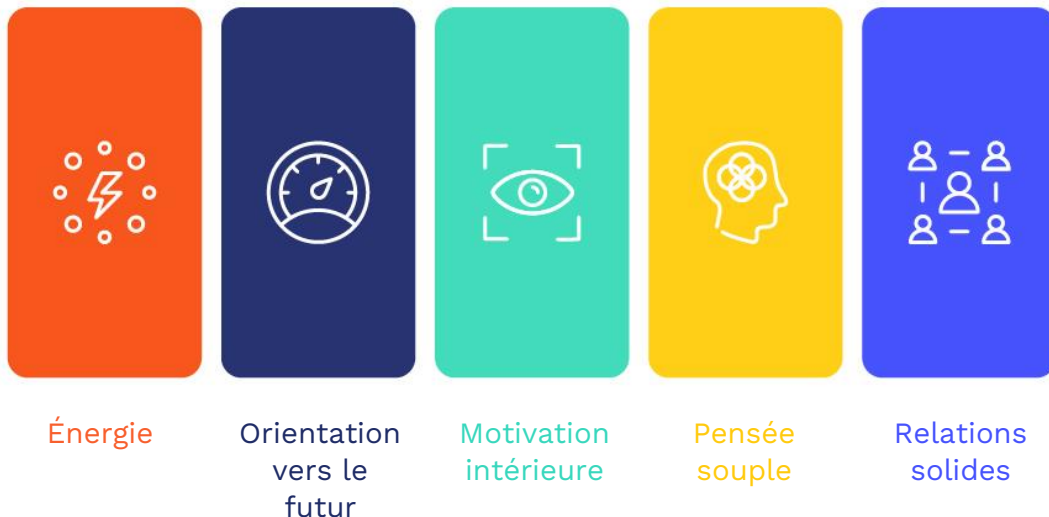 Énergie
Orientation
vers le
futur
Motivation
intérieure
Pensée
souple
Relations
solides